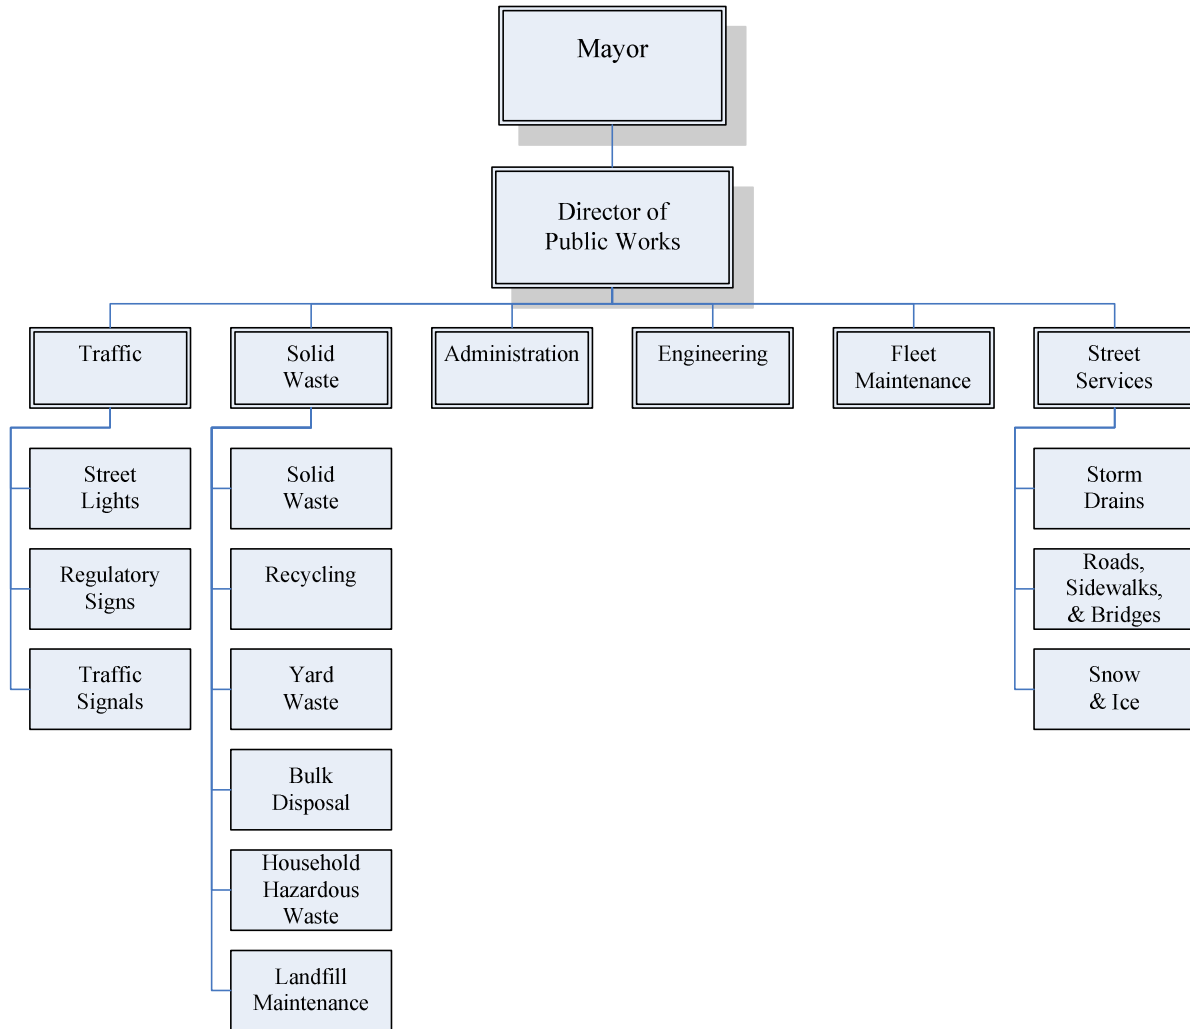 Mayor
Director of
Public Works
Traffic
Solid
Waste
Administration
Engineering
Fleet
Maintenance
Street
Services
Street
Lights
Regulatory
Signs
Traffic
Signals
Solid
Waste
Recycling
Yard
Waste
Bulk
Disposal
Household
Hazardous
Waste
Landfill
Maintenance
Storm
Drains
Roads,
Sidewalks,
& Bridges
Snow
& Ice